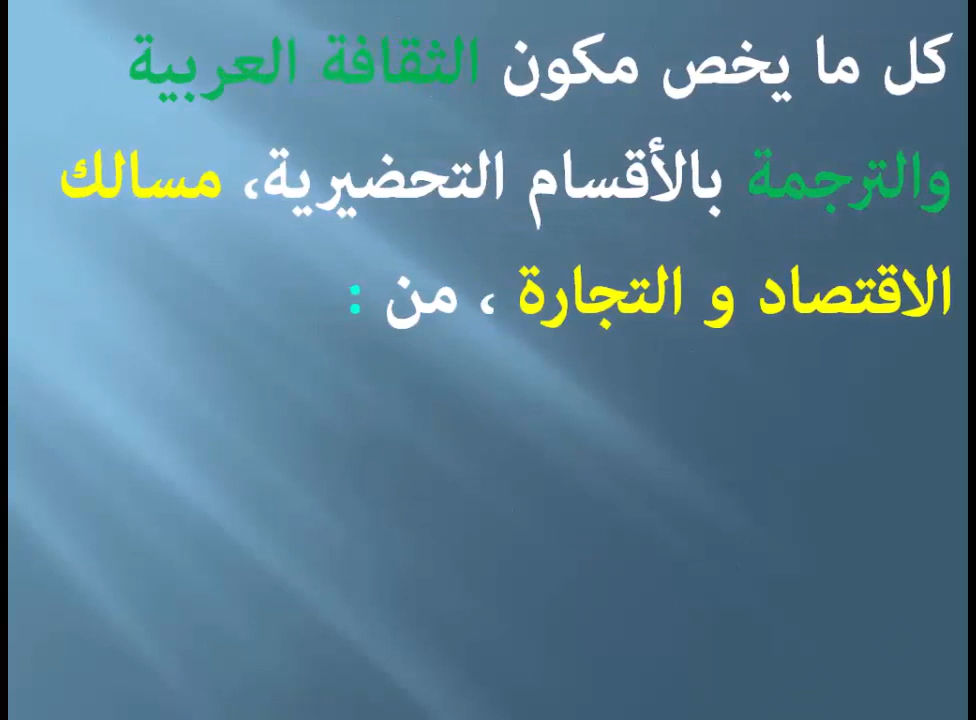 كل ما يخص مكون الثقافة العربية
والترجمة بالأقسام التحضيرية، مسالك
الاقتصاد و التجارة ، من :